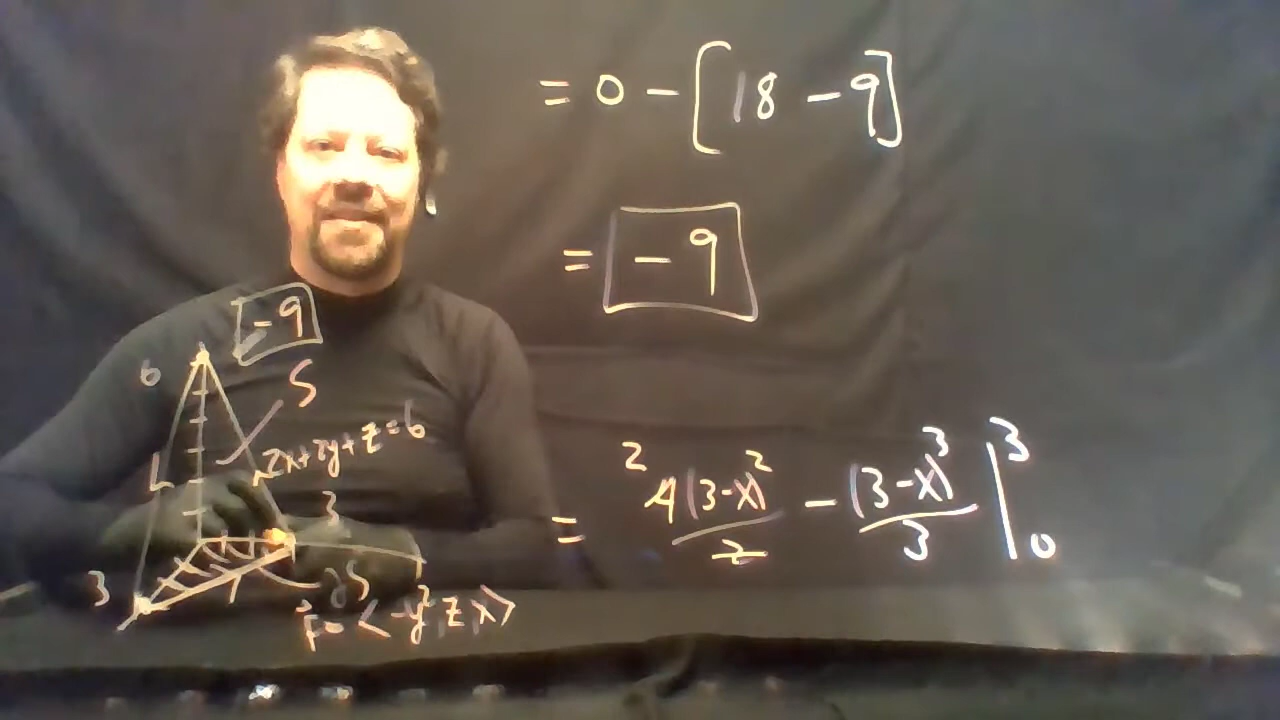 = 0 - [18 - 9]
= -9
-9
6
S
L
2x+2y+z=6
3
3
∂S
F = <-y², z, x>
= 2 4(3-x)²/2 - (3-x)³/3 |₀³